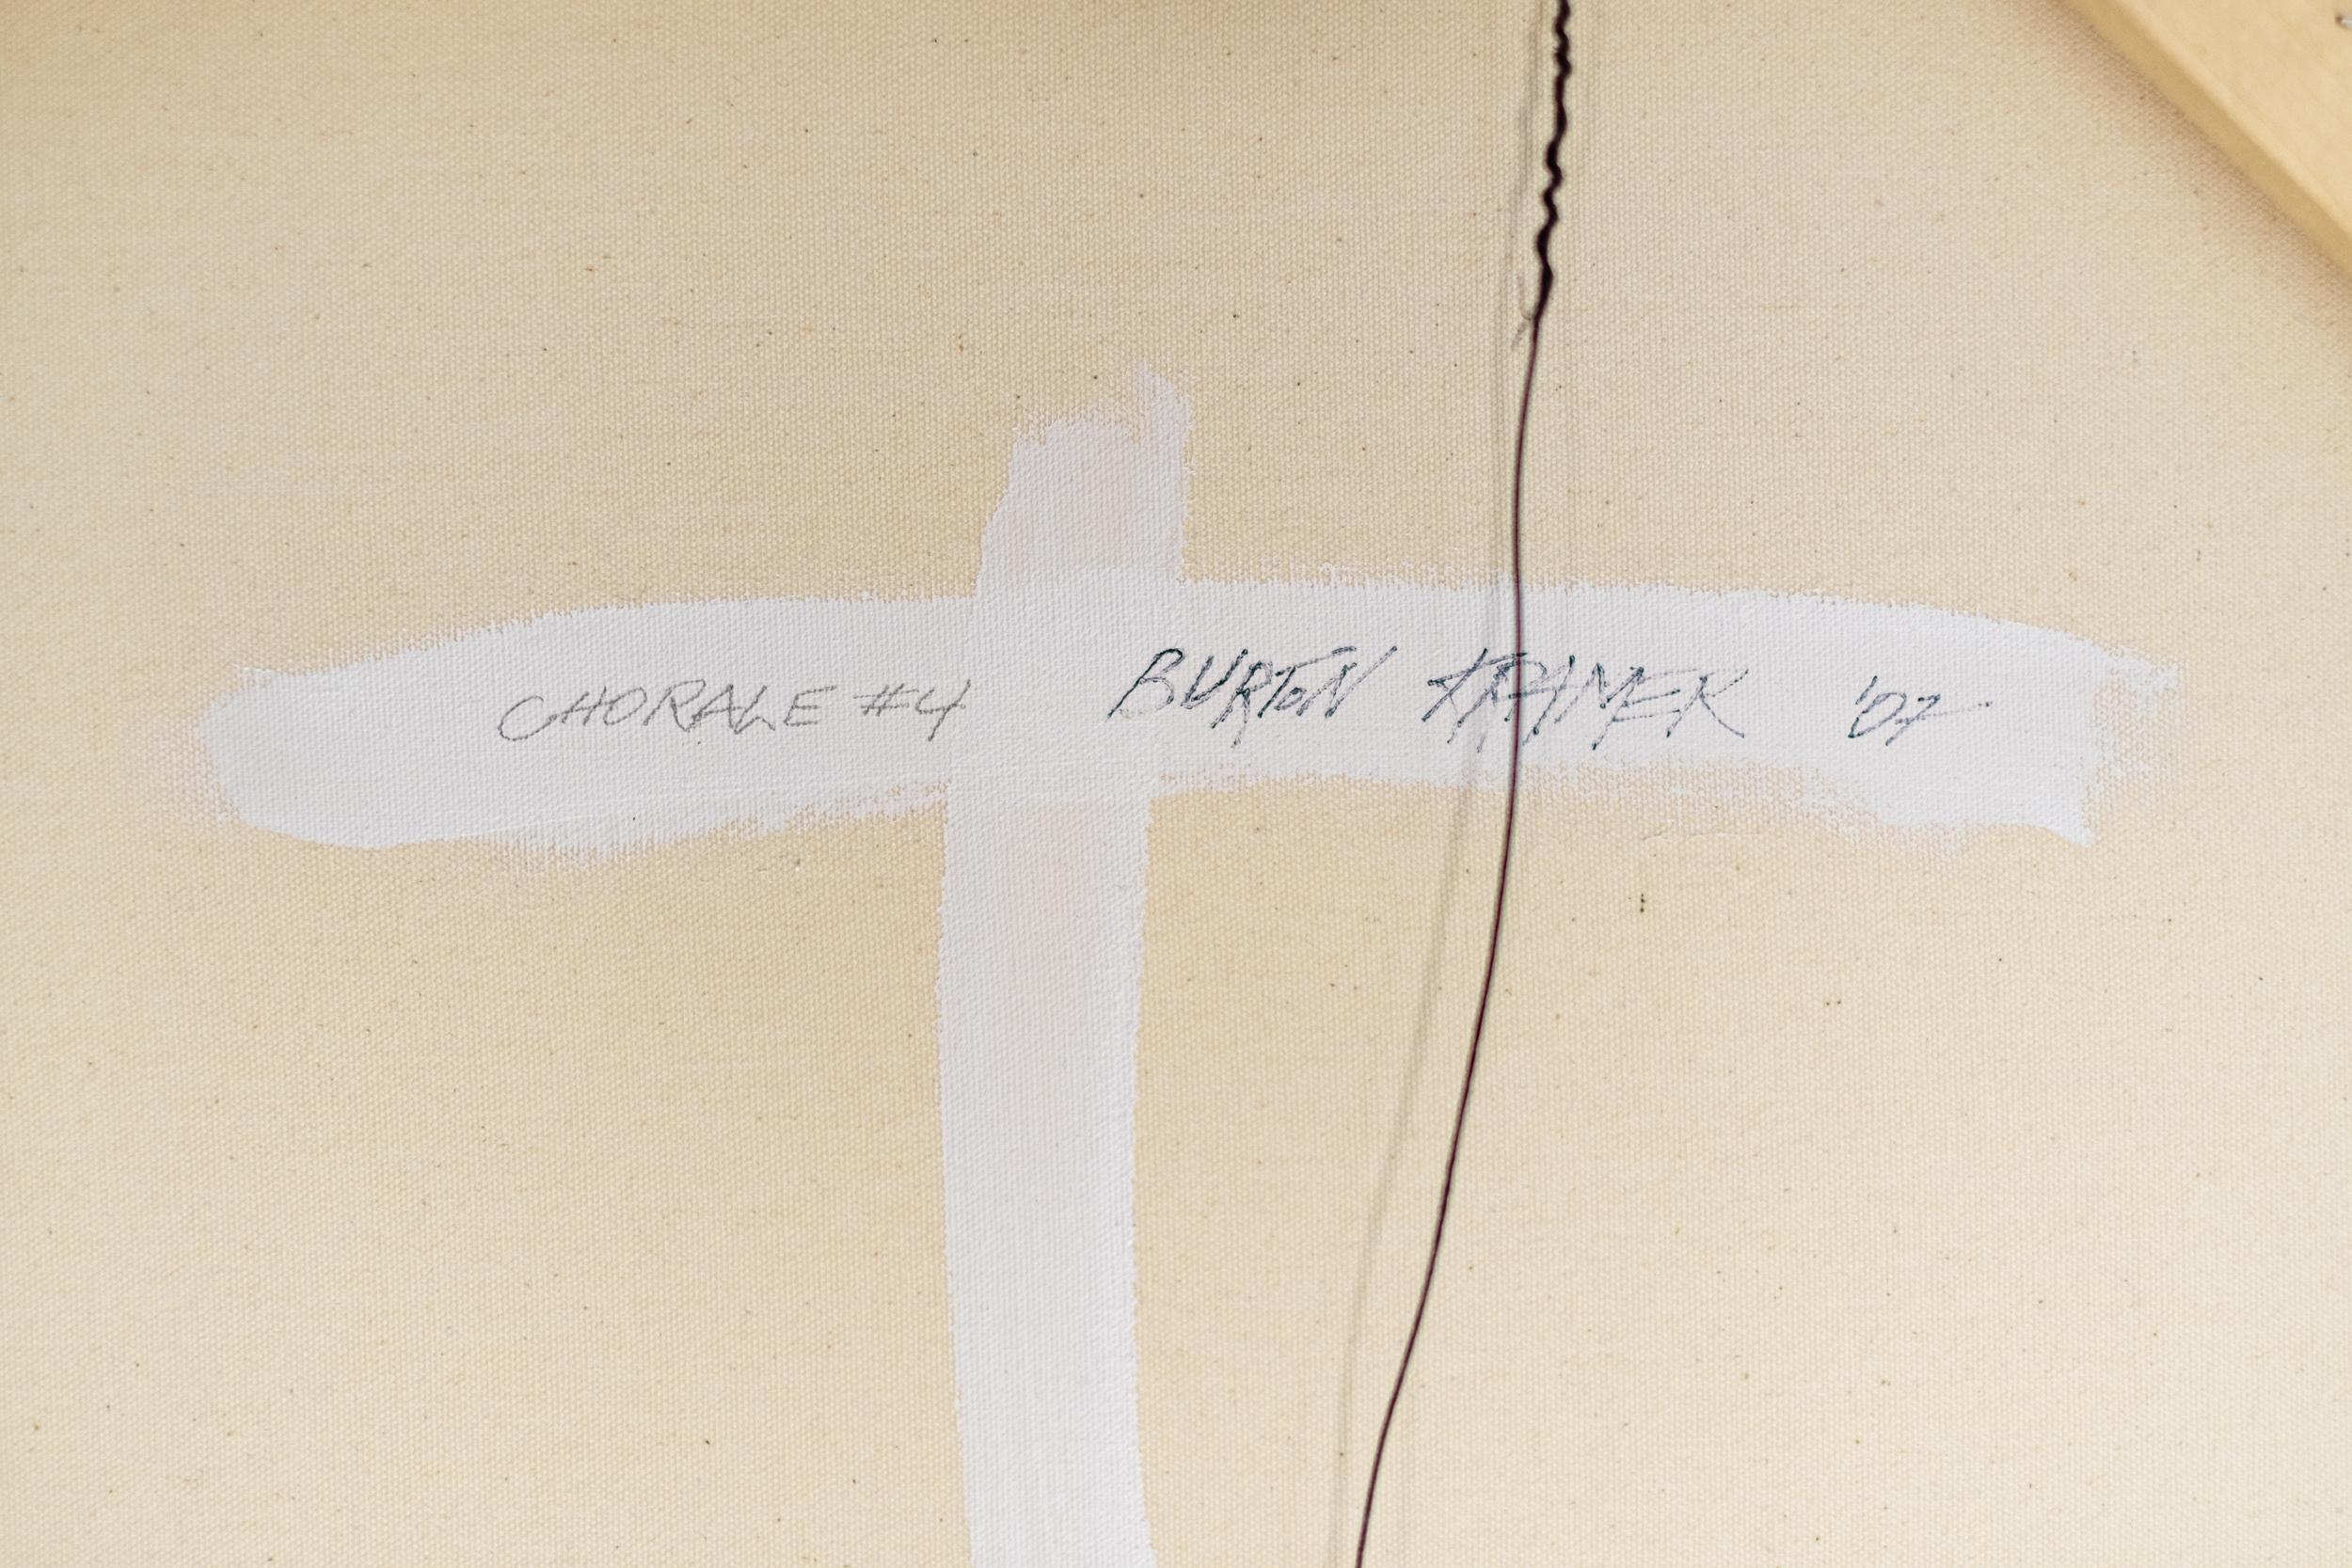 CHORALE #4 BURTON KRAMER '07